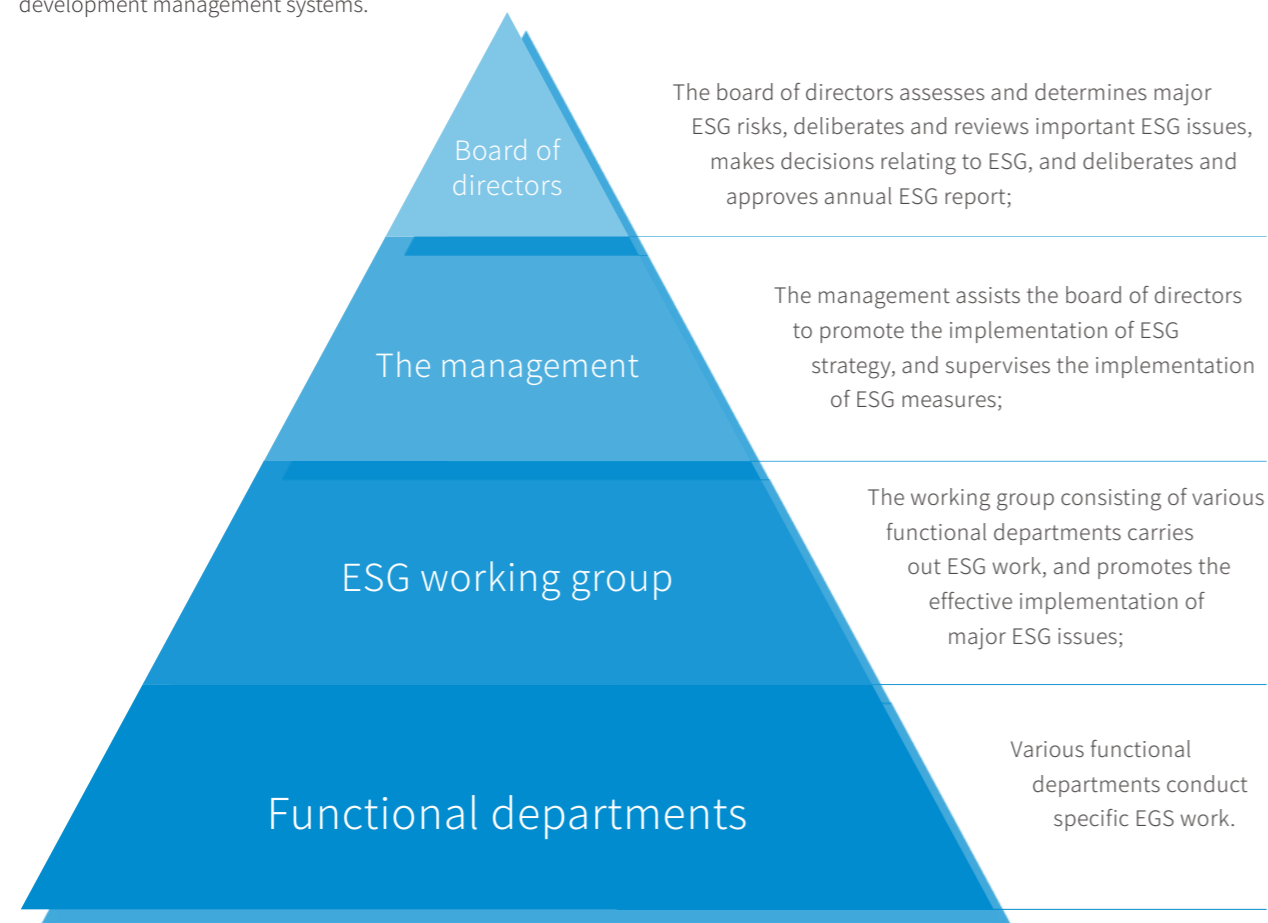 development management systems.
Board of
directors
The board of directors assesses and determines major
ESG risks, deliberates and reviews important ESG issues,
makes decisions relating to ESG, and deliberates and
approves annual ESG report;
The management
The management assists the board of directors
to promote the implementation of ESG
strategy, and supervises the implementation
of ESG measures;
ESG working group
The working group consisting of various
functional departments carries
out ESG work, and promotes the
effective implementation of
major ESG issues;
Functional departments
Various functional
departments conduct
specific EGS work.